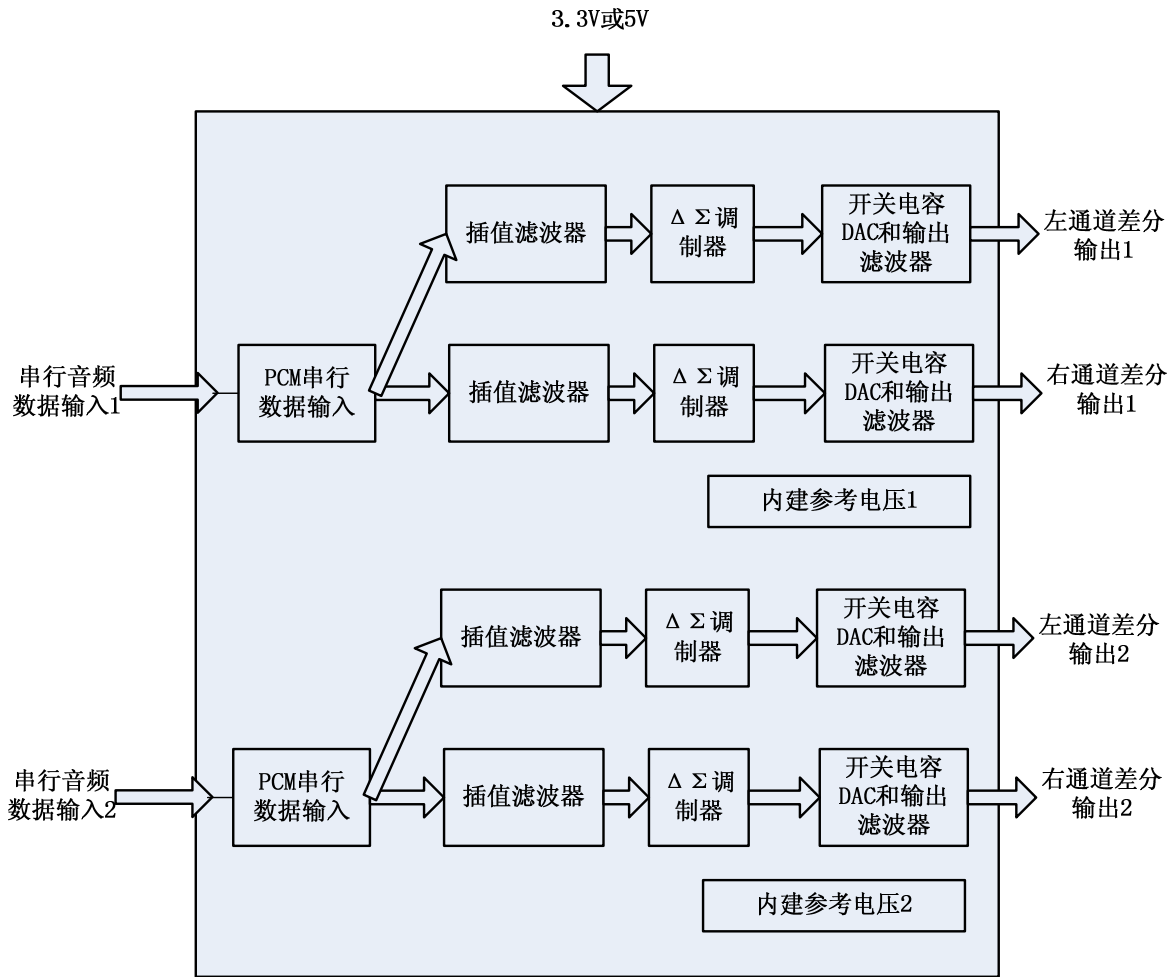 3.3V或5V
插值滤波器
ΔΣ调
制器
开关电容
DAC和输出
滤波器
左通道差分
输出1
串行音频
数据输入1
PCM串行
数据输入
插值滤波器
ΔΣ调
制器
开关电容
DAC和输出
滤波器
右通道差分
输出1
内建参考电压1
插值滤波器
ΔΣ调
制器
开关电容
DAC和输出
滤波器
左通道差分
输出2
串行音频
数据输入2
PCM串行
数据输入
插值滤波器
ΔΣ调
制器
开关电容
DAC和输出
滤波器
右通道差分
输出2
内建参考电压2